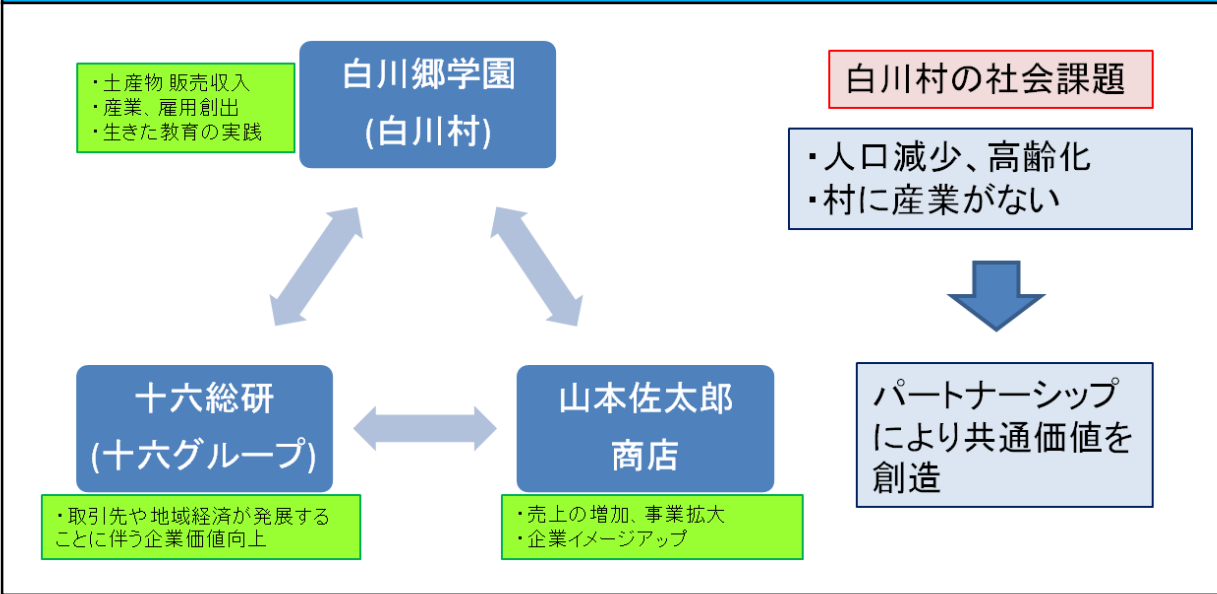 ・土産物 販売収入
・産業、雇用創出
・生きた教育の実践
白川郷学園
(白川村)
十六総研
(十六グループ)
・取引先や地域経済が発展する
ことに伴う企業価値向上
山本佐太郎
商店
・売上の増加、事業拡大
・企業イメージアップ
白川村の社会課題
・人口減少、高齢化
・村に産業がない
パートナーシップ
により共通価値を
創造